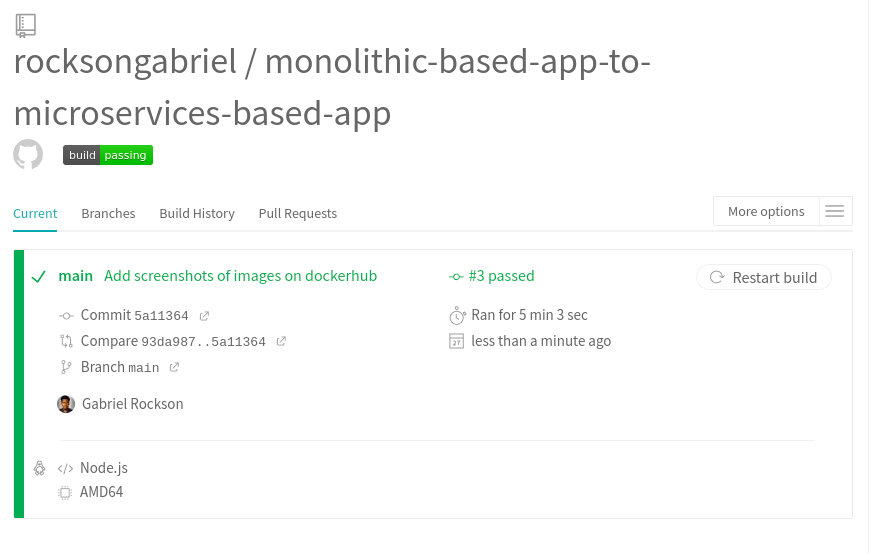 rocksongabriel / monolithic-based-app-to-
microservices-based-app
build passing
Current Branches Build History Pull Requests More options
main Add screenshots of images on dockerhub #3 passed Restart build
Commit 5a11364 Ran for 5 min 3 sec
Compare 93da987..5a11364 27 less than a minute ago
Branch main
Gabriel Rockson
</> Node.js
AMD64